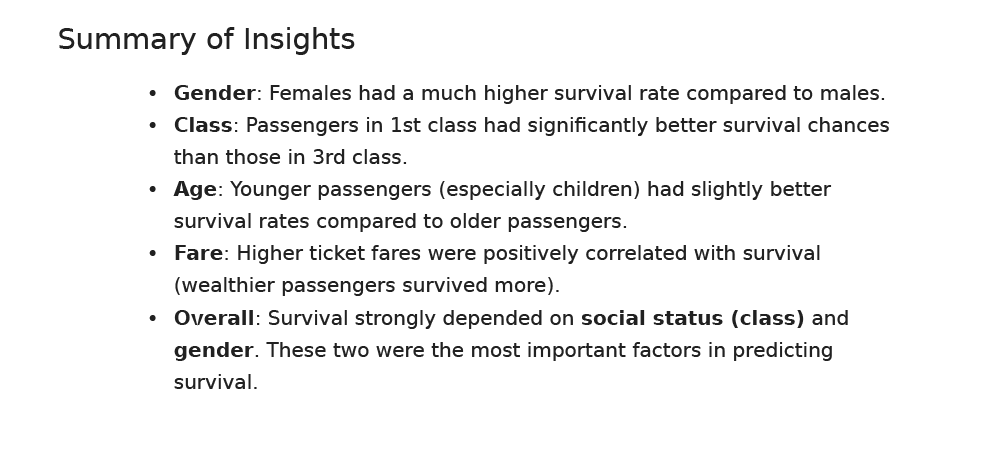 Summary of Insights
• Gender: Females had a much higher survival rate compared to males.
• Class: Passengers in 1st class had significantly better survival chances
than those in 3rd class.
• Age: Younger passengers (especially children) had slightly better
survival rates compared to older passengers.
• Fare: Higher ticket fares were positively correlated with survival
(wealthier passengers survived more).
• Overall: Survival strongly depended on social status (class) and
gender. These two were the most important factors in predicting
survival.